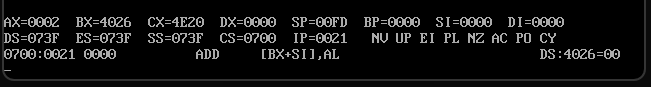 AX=0002 BX=4026 CX=4E20 DX=0000 SP=00FD BP=0000 SI=0000 DI=0000
DS=073F ES=073F SS=073F CS=0700 IP=0021 NV UP EI PL NZ AC PO CY
0700:0021 0000 ADD [BX+SI],AL DS:4026=00
-